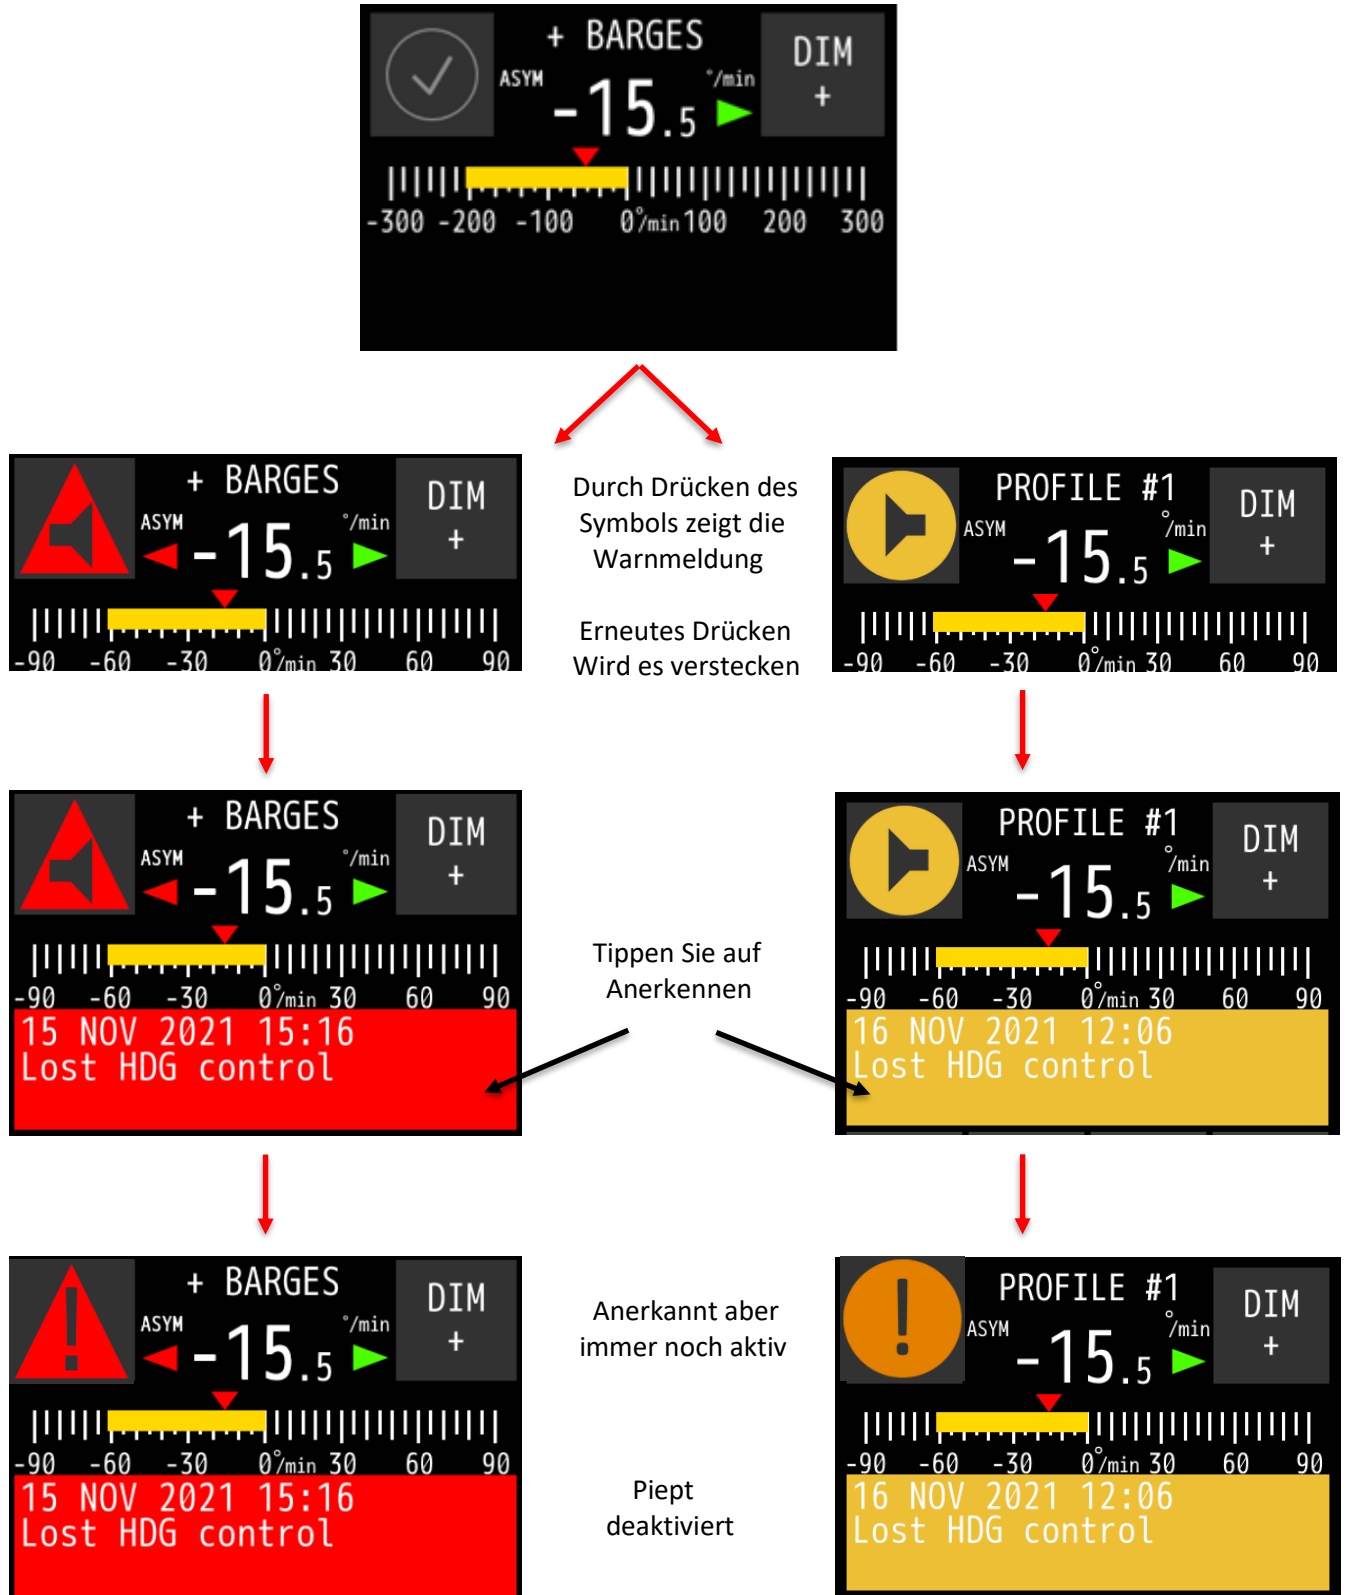 + BARGES
DIM
+
ASYM
-15.5
°/min
-300 -200 -100 0°/min 100 200 300
+ BARGES
DIM
+
ASYM
-15.5
°/min
-90 -60 -30 0°/min 30 60 90
Durch Drücken des
Symbols zeigt die
Warnmeldung
Erneutes Drücken
Wird es verstecken
PROFILE #1
DIM
+
ASYM
-15.5
°/min
-90 -60 -30 0°/min 30 60 90
+ BARGES
DIM
+
ASYM
-15.5
°/min
-90 -60 -30 0°/min 30 60 90
15 NOV 2021 15:16
Lost HDG control
Tippen Sie auf
Anerkennen
PROFILE #1
DIM
+
ASYM
-15.5
°/min
-90 -60 -30 0°/min 30 60 90
16 NOV 2021 12:06
Lost HDG control
+ BARGES
DIM
+
ASYM
-15.5
°/min
-90 -60 -30 0°/min 30 60 90
15 NOV 2021 15:16
Lost HDG control
Anerkannt aber
immer noch aktiv
Piept
deaktiviert
PROFILE #1
DIM
+
ASYM
-15.5
°/min
-90 -60 -30 0°/min 30 60 90
16 NOV 2021 12:06
Lost HDG control